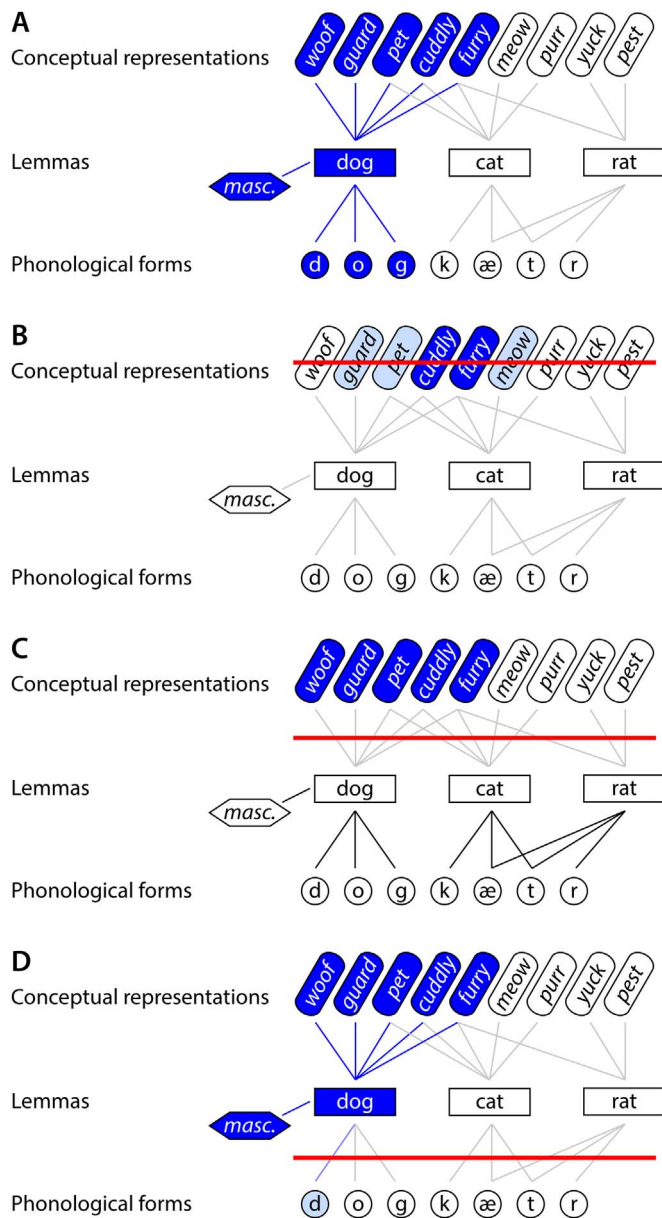 A
Conceptual representations
woof guard pet cuddly furry meow purr yuck pest
Lemmas
dog cat rat
masc.
Phonological forms
d o g k æ t r
B
Conceptual representations
woof guard pet cuddly furry meow purr yuck pest
Lemmas
dog cat rat
masc.
Phonological forms
d o g k æ t r
C
Conceptual representations
woof guard pet cuddly furry meow purr yuck pest
Lemmas
dog cat rat
masc.
Phonological forms
d o g k æ t r
D
Conceptual representations
woof guard pet cuddly furry meow purr yuck pest
Lemmas
dog cat rat
masc.
Phonological forms
d o g k æ t r